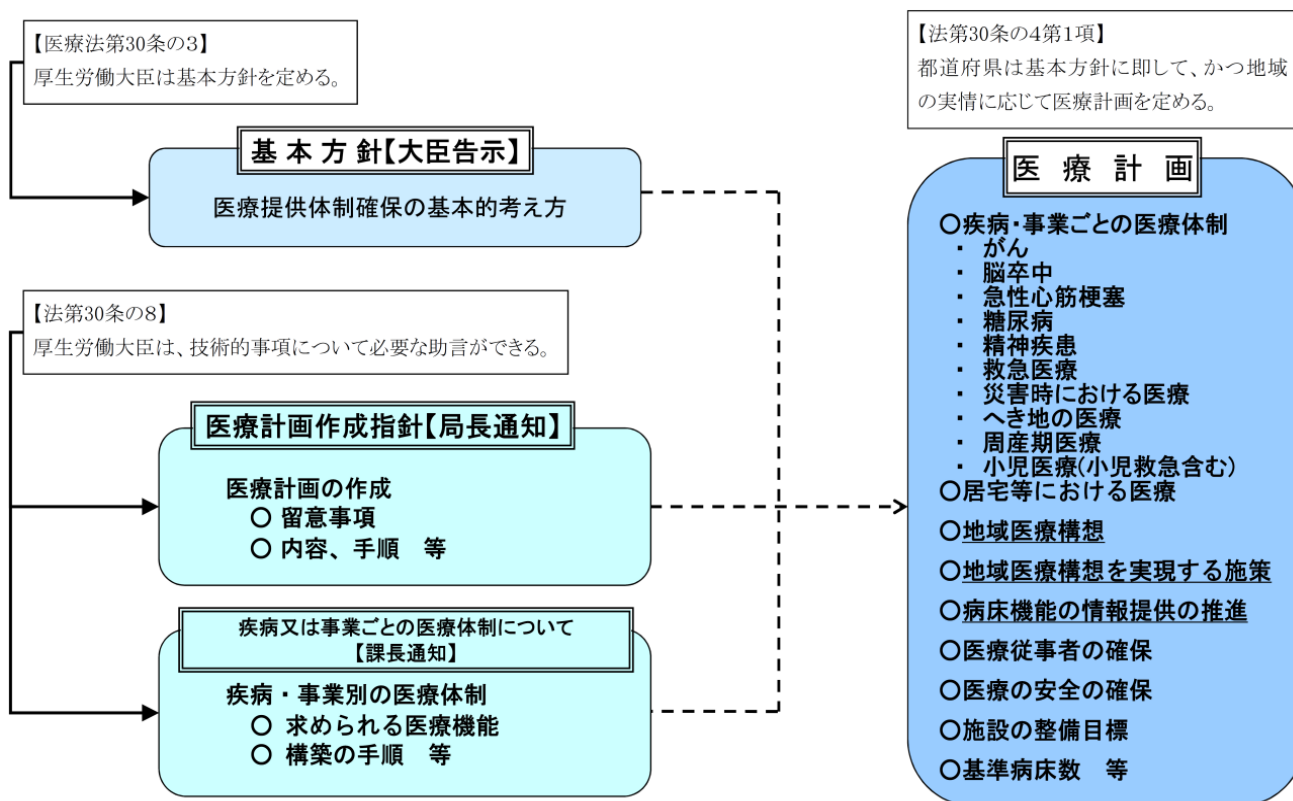 【医療法第30条の3】
厚生労働大臣は基本方針を定める。
基 本 方 針【大臣告示】
医療提供体制確保の基本的考え方
【法第30条の8】
厚生労働大臣は、技術的事項について必要な助言ができる。
医療計画作成指針【局長通知】
医療計画の作成
○ 留意事項
○ 内容、手順　等
疾病又は事業ごとの医療体制について
【課長通知】
疾病・事業別の医療体制
○ 求められる医療機能
○ 構築の手順　等
【法第30条の4第1項】
都道府県は基本方針に即して、かつ地域
の実情に応じて医療計画を定める。
医 療 計 画
○疾病・事業ごとの医療体制
・ がん
・ 脳卒中
・ 急性心筋梗塞
・ 糖尿病
・ 精神疾患
・ 救急医療
・ 災害時における医療
・ へき地の医療
・ 周産期医療
・ 小児医療(小児救急含む)
○居宅等における医療
○地域医療構想
○地域医療構想を実現する施策
○病床機能の情報提供の推進
○医療従事者の確保
○医療の安全の確保
○施設の整備目標
○基準病床数　等